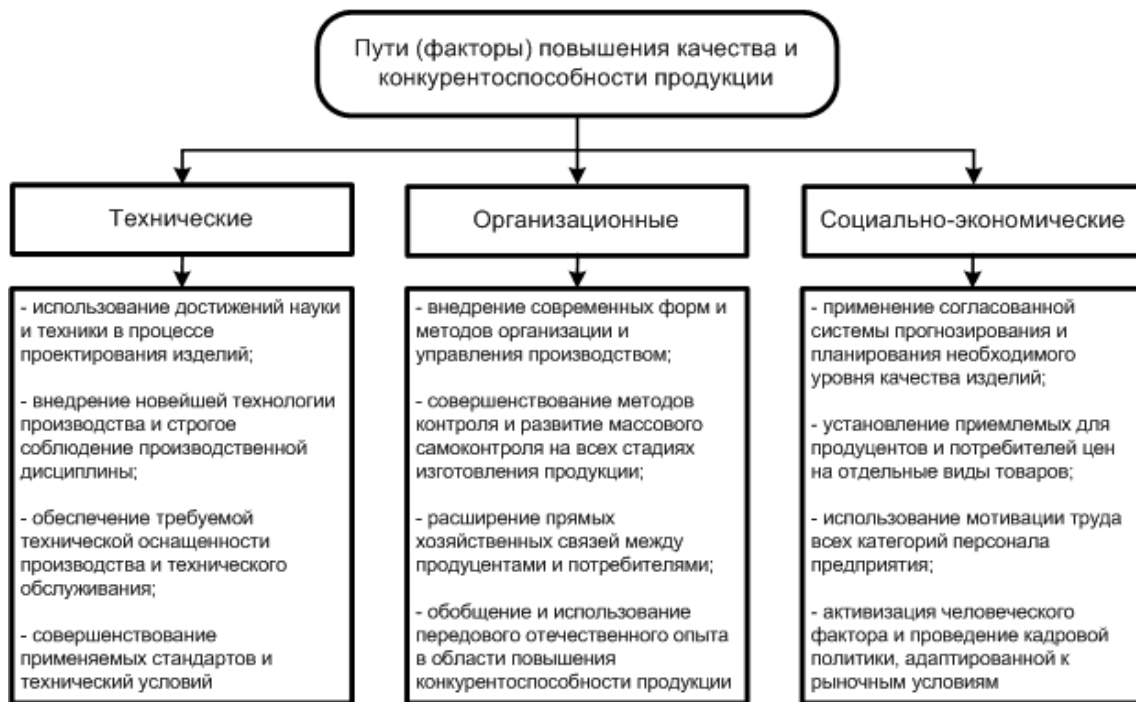 Пути (факторы) повышения качества и
конкурентоспособности продукции
Технические
Организационные
Социально-экономические
- использование достижений науки
и техники в процессе
проектирования изделий;
- внедрение новейшей технологии
производства и строгое
соблюдение производственной
дисциплины;
- обеспечение требуемой
технической оснащенности
производства и технического
обслуживания;
- совершенствование
применяемых стандартов и
технический условий
- внедрение современных форм и
методов организации и
управления производством;
- совершенствование методов
контроля и развитие массового
самоконтроля на всех стадиях
изготовления продукции;
- расширение прямых
хозяйственных связей между
продуцентами и потребителями;
- обобщение и использование
передового отечественного опыта
в области повышения
конкурентоспособности продукции
- применение согласованной
системы прогнозирования и
планирования необходимого
уровня качества изделий;
- установление приемлемых для
продуцентов и потребителей цен
на отдельные виды товаров;
- использование мотивации труда
всех категорий персонала
предприятия;
- активизация человеческого
фактора и проведение кадровой
политики, адаптированной к
рыночным условиям